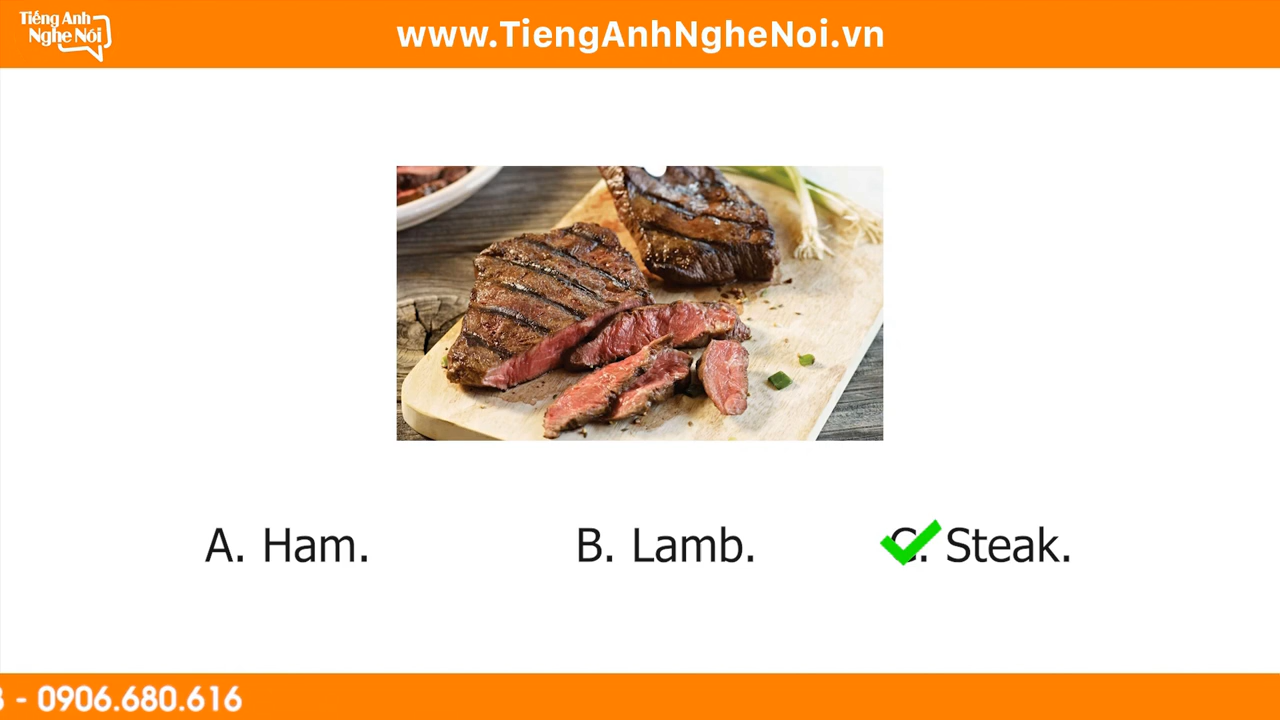 Tiếng Anh
Nghe Nói
www.TiengAnhNgheNoi.vn
A. Ham.
B. Lamb.
C. Steak.
- 0906.680.616